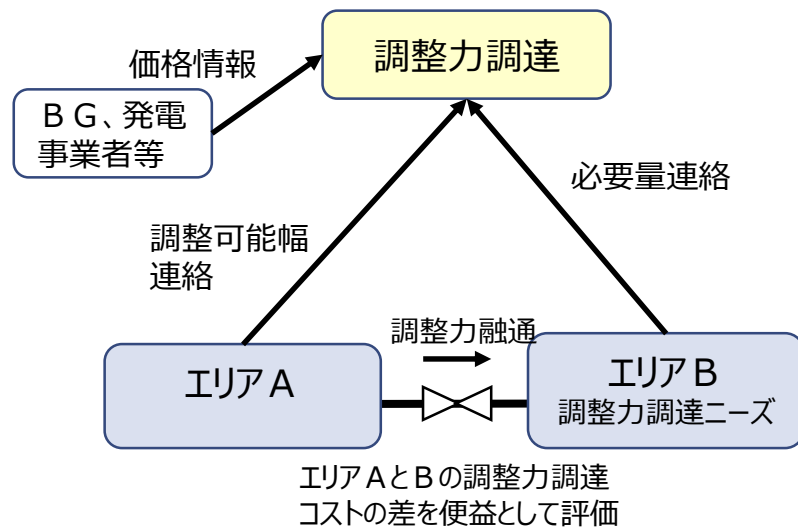 調整力調達
価格情報
ＢＧ、発電
事業者等
必要量連絡
調整可能幅
連絡
調整力融通
エリアＡ
エリアＢ
調整力調達ニーズ
エリアＡとＢの調整力調達
コストの差を便益として評価